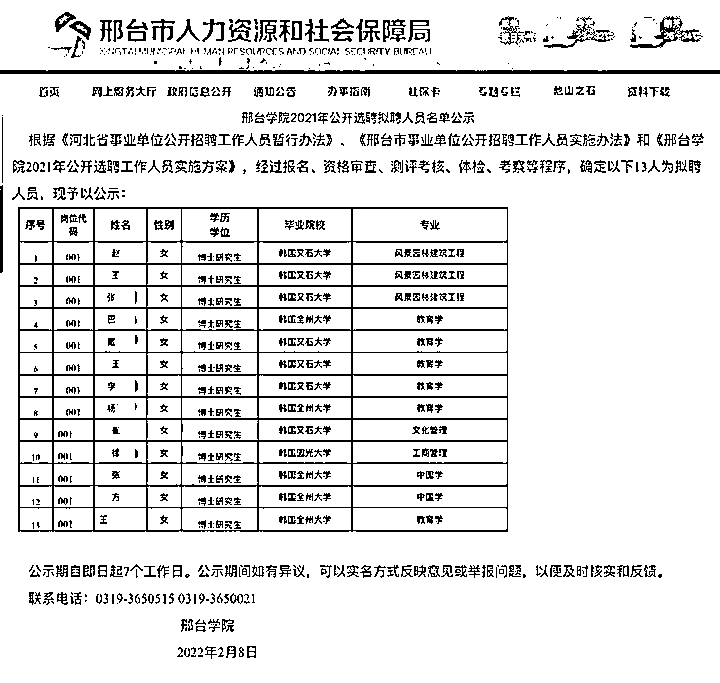 邢台市人力资源和社会保障局
XINGTAI MUNICIPAL HUMAN RESOURCES AND SOCIAL SECURITY BUREAU
首页 网上服务大厅 政府信息公开 通知公告 办事指南 社保卡 专题专栏 他山之石 资料下载
邢台学院2021年公开选聘拟聘人员名单公示
根据《河北省事业单位公开招聘工作人员暂行办法》、《邢台市事业单位公开招聘工作人员实施办法》和《邢台学
院2021年公开选聘工作人员实施方案》，经过报名、资格审查、测评考核、体检、考察等程序，确定以下13人为拟聘
人员，现予以公示：
序号 岗位代码 姓名 性别 学历学位 毕业院校 专业
1 001 赵 女 博士研究生 韩国又石大学 风景园林建筑工程
2 001 王 女 博士研究生 韩国又石大学 风景园林建筑工程
3 001 张 女 博士研究生 韩国又石大学 风景园林建筑工程
4 001 巴 女 博士研究生 韩国全州大学 教育学
5 001 女 博士研究生 韩国又石大学 教育学
6 001 王 女 博士研究生 韩国又石大学 教育学
7 001 李 女 博士研究生 韩国又石大学 教育学
8 001 杨 女 博士研究生 韩国全州大学 教育学
9 001 崔 女 博士研究生 韩国又石大学 文化管理
10 001 徐 女 博士研究生 韩国圆光大学 工商管理
11 001 张 女 博士研究生 韩国全州大学 中国学
12 001 方 女 博士研究生 韩国全州大学 中国学
13 001 王 女 博士研究生 韩国全州大学 教育学
公示期自即日起7个工作日。公示期间如有异议，可以实名方式反映意见或举报问题，以便及时核实和反馈。
联系电话：0319-3650515 0319-3650021
邢台学院
2022年2月8日